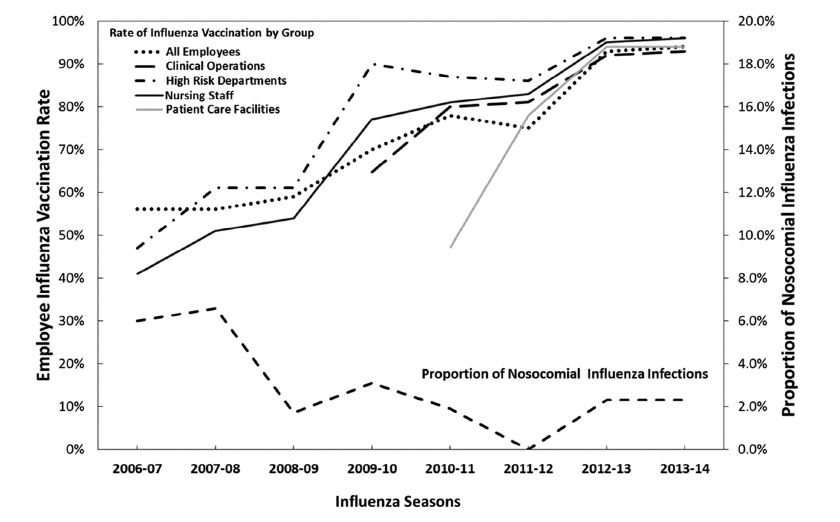 Rate of Influenza Vaccination by Group
All Employees
Clinical Operations
High Risk Departments
Nursing Staff
Patient Care Facilities
Employee Influenza Vaccination Rate
100%
90%
80%
70%
60%
50%
40%
30%
20%
10%
0%
Proportion of Nosocomial Influenza Infections
20.0%
18.0%
16.0%
14.0%
12.0%
10.0%
8.0%
6.0%
4.0%
2.0%
0.0%
Proportion of Nosocomial Influenza Infections
2006-07 2007-08 2008-09 2009-10 2010-11 2011-12 2012-13 2013-14
Influenza Seasons